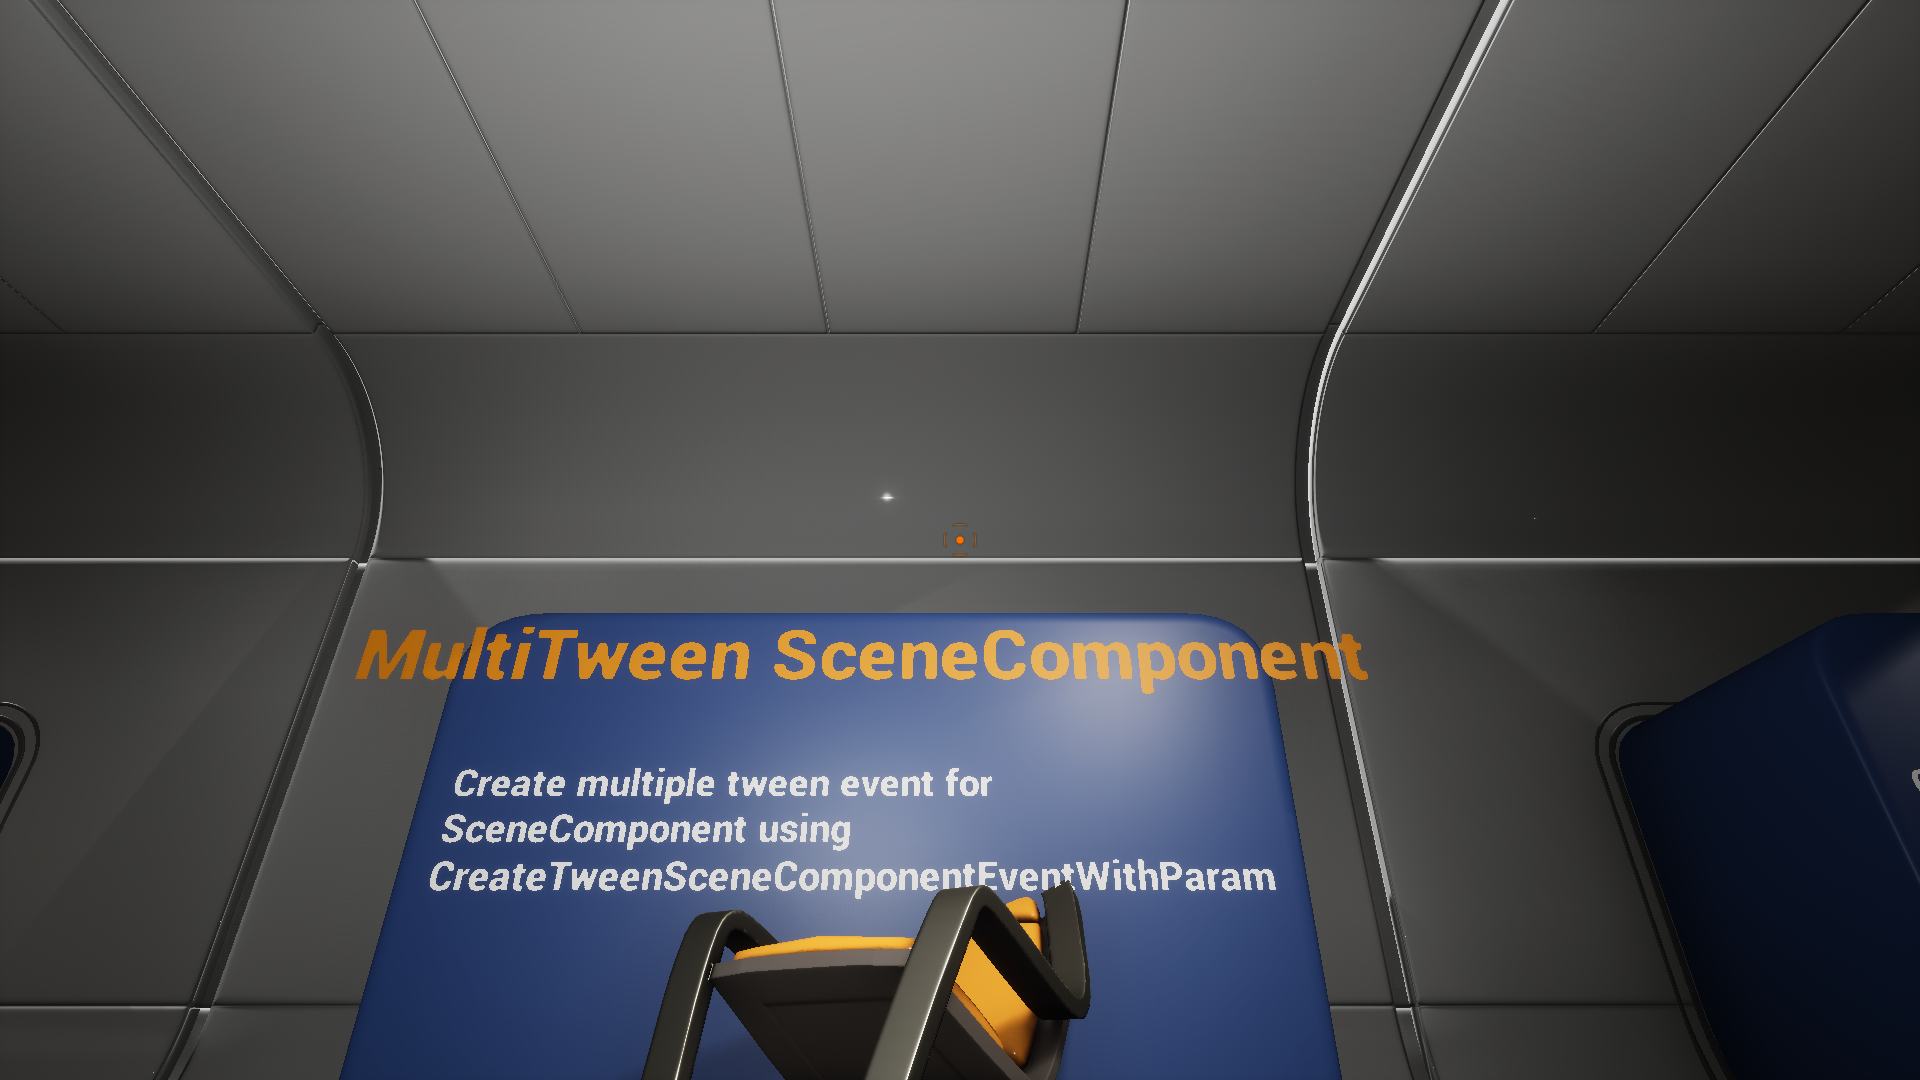 MultiTween SceneComponent
Create multiple tween event for
SceneComponent using
CreateTweenSceneComponentEventWithParam